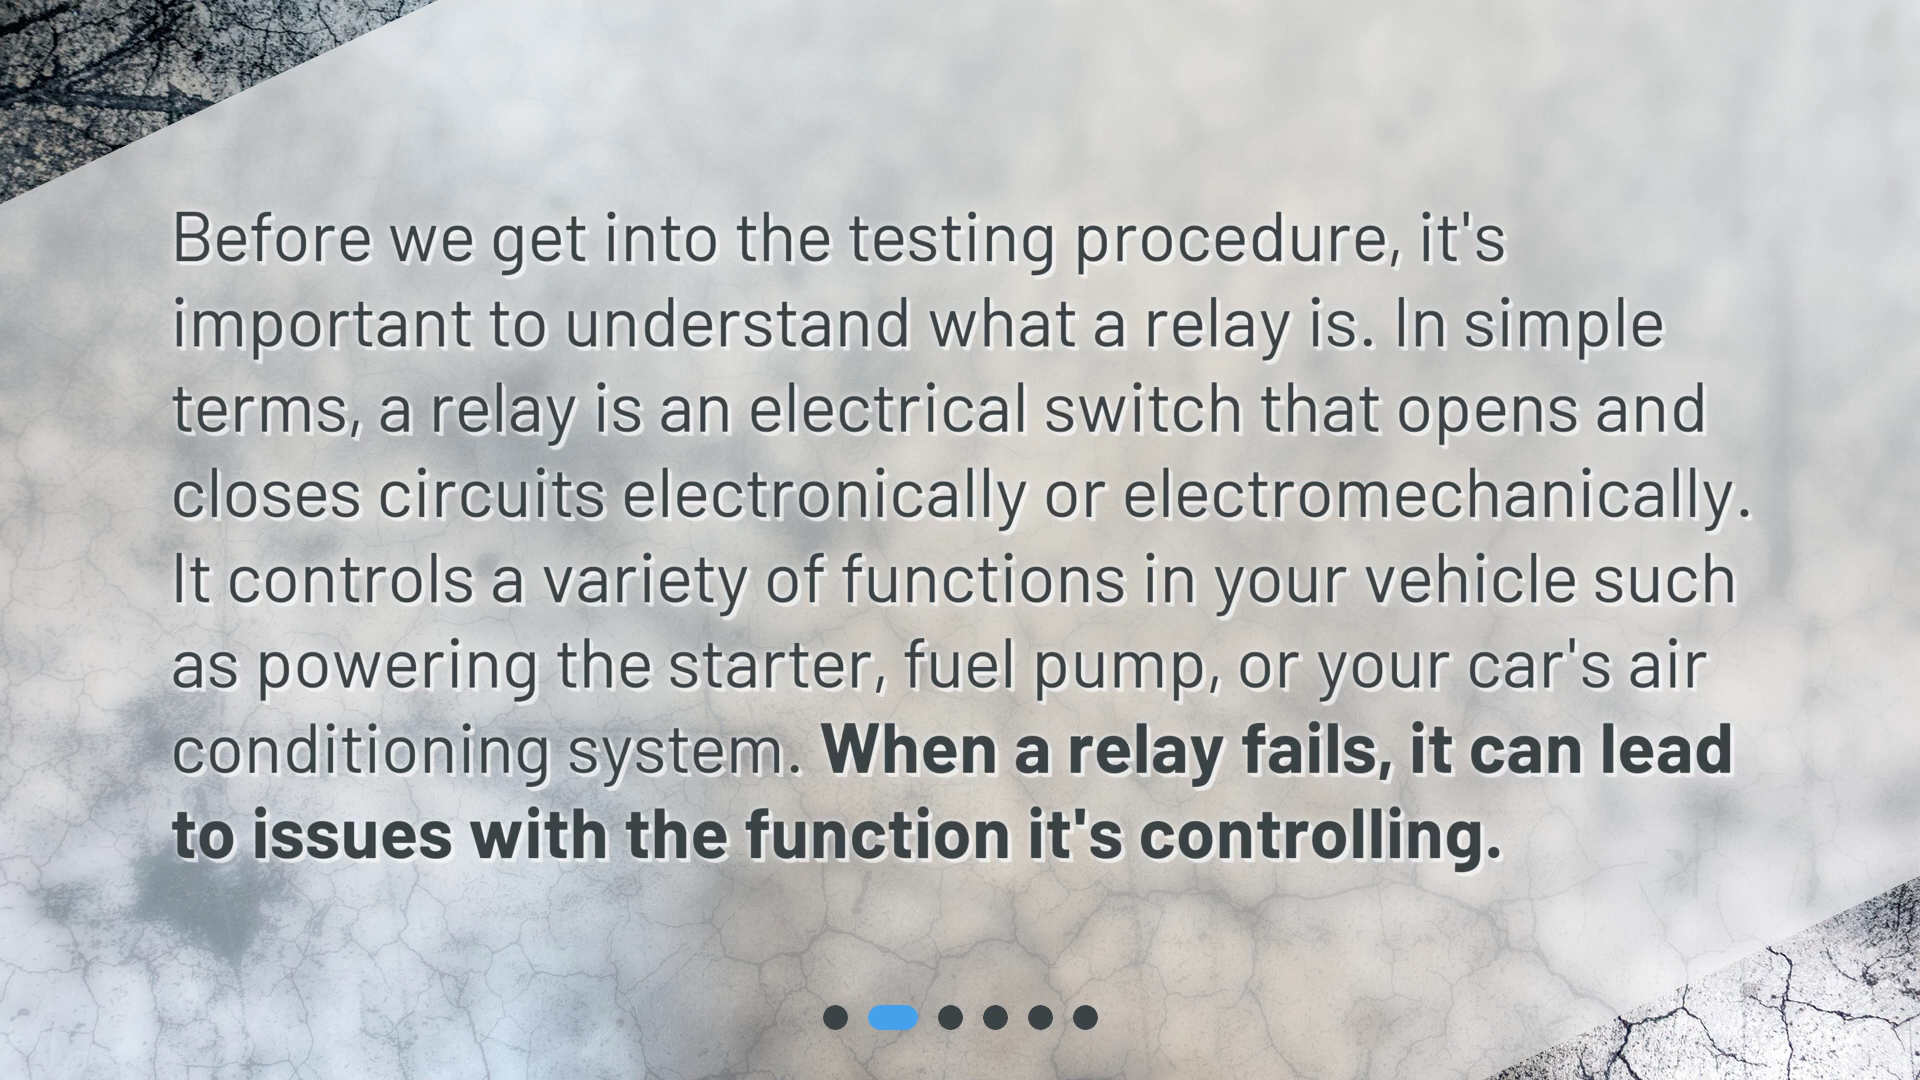 Before we get into the testing procedure, it's
important to understand what a relay is. In simple
terms, a relay is an electrical switch that opens and
closes circuits electronically or electromechanically.
It controls a variety of functions in your vehicle such
as powering the starter, fuel pump, or your car's air
conditioning system. When a relay fails, it can lead
to issues with the function it's controlling.